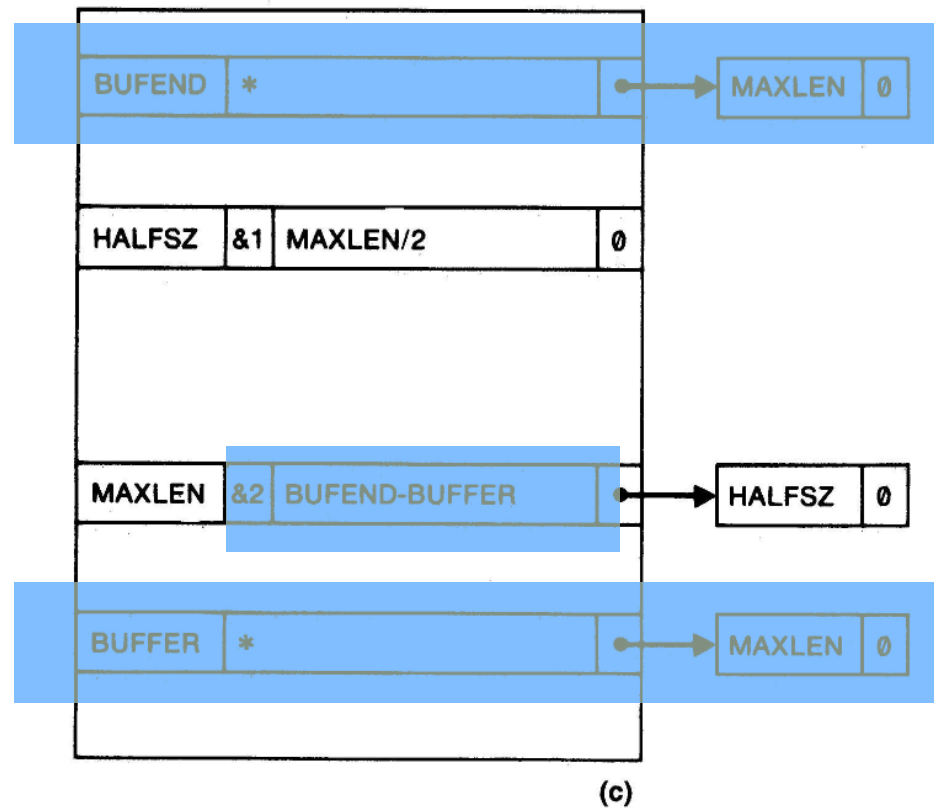 BUFEND * MAXLEN 0
HALFSZ &1 MAXLEN/2 0
MAXLEN &2 BUFEND-BUFFER HALFSZ 0
BUFFER * MAXLEN 0
(c)